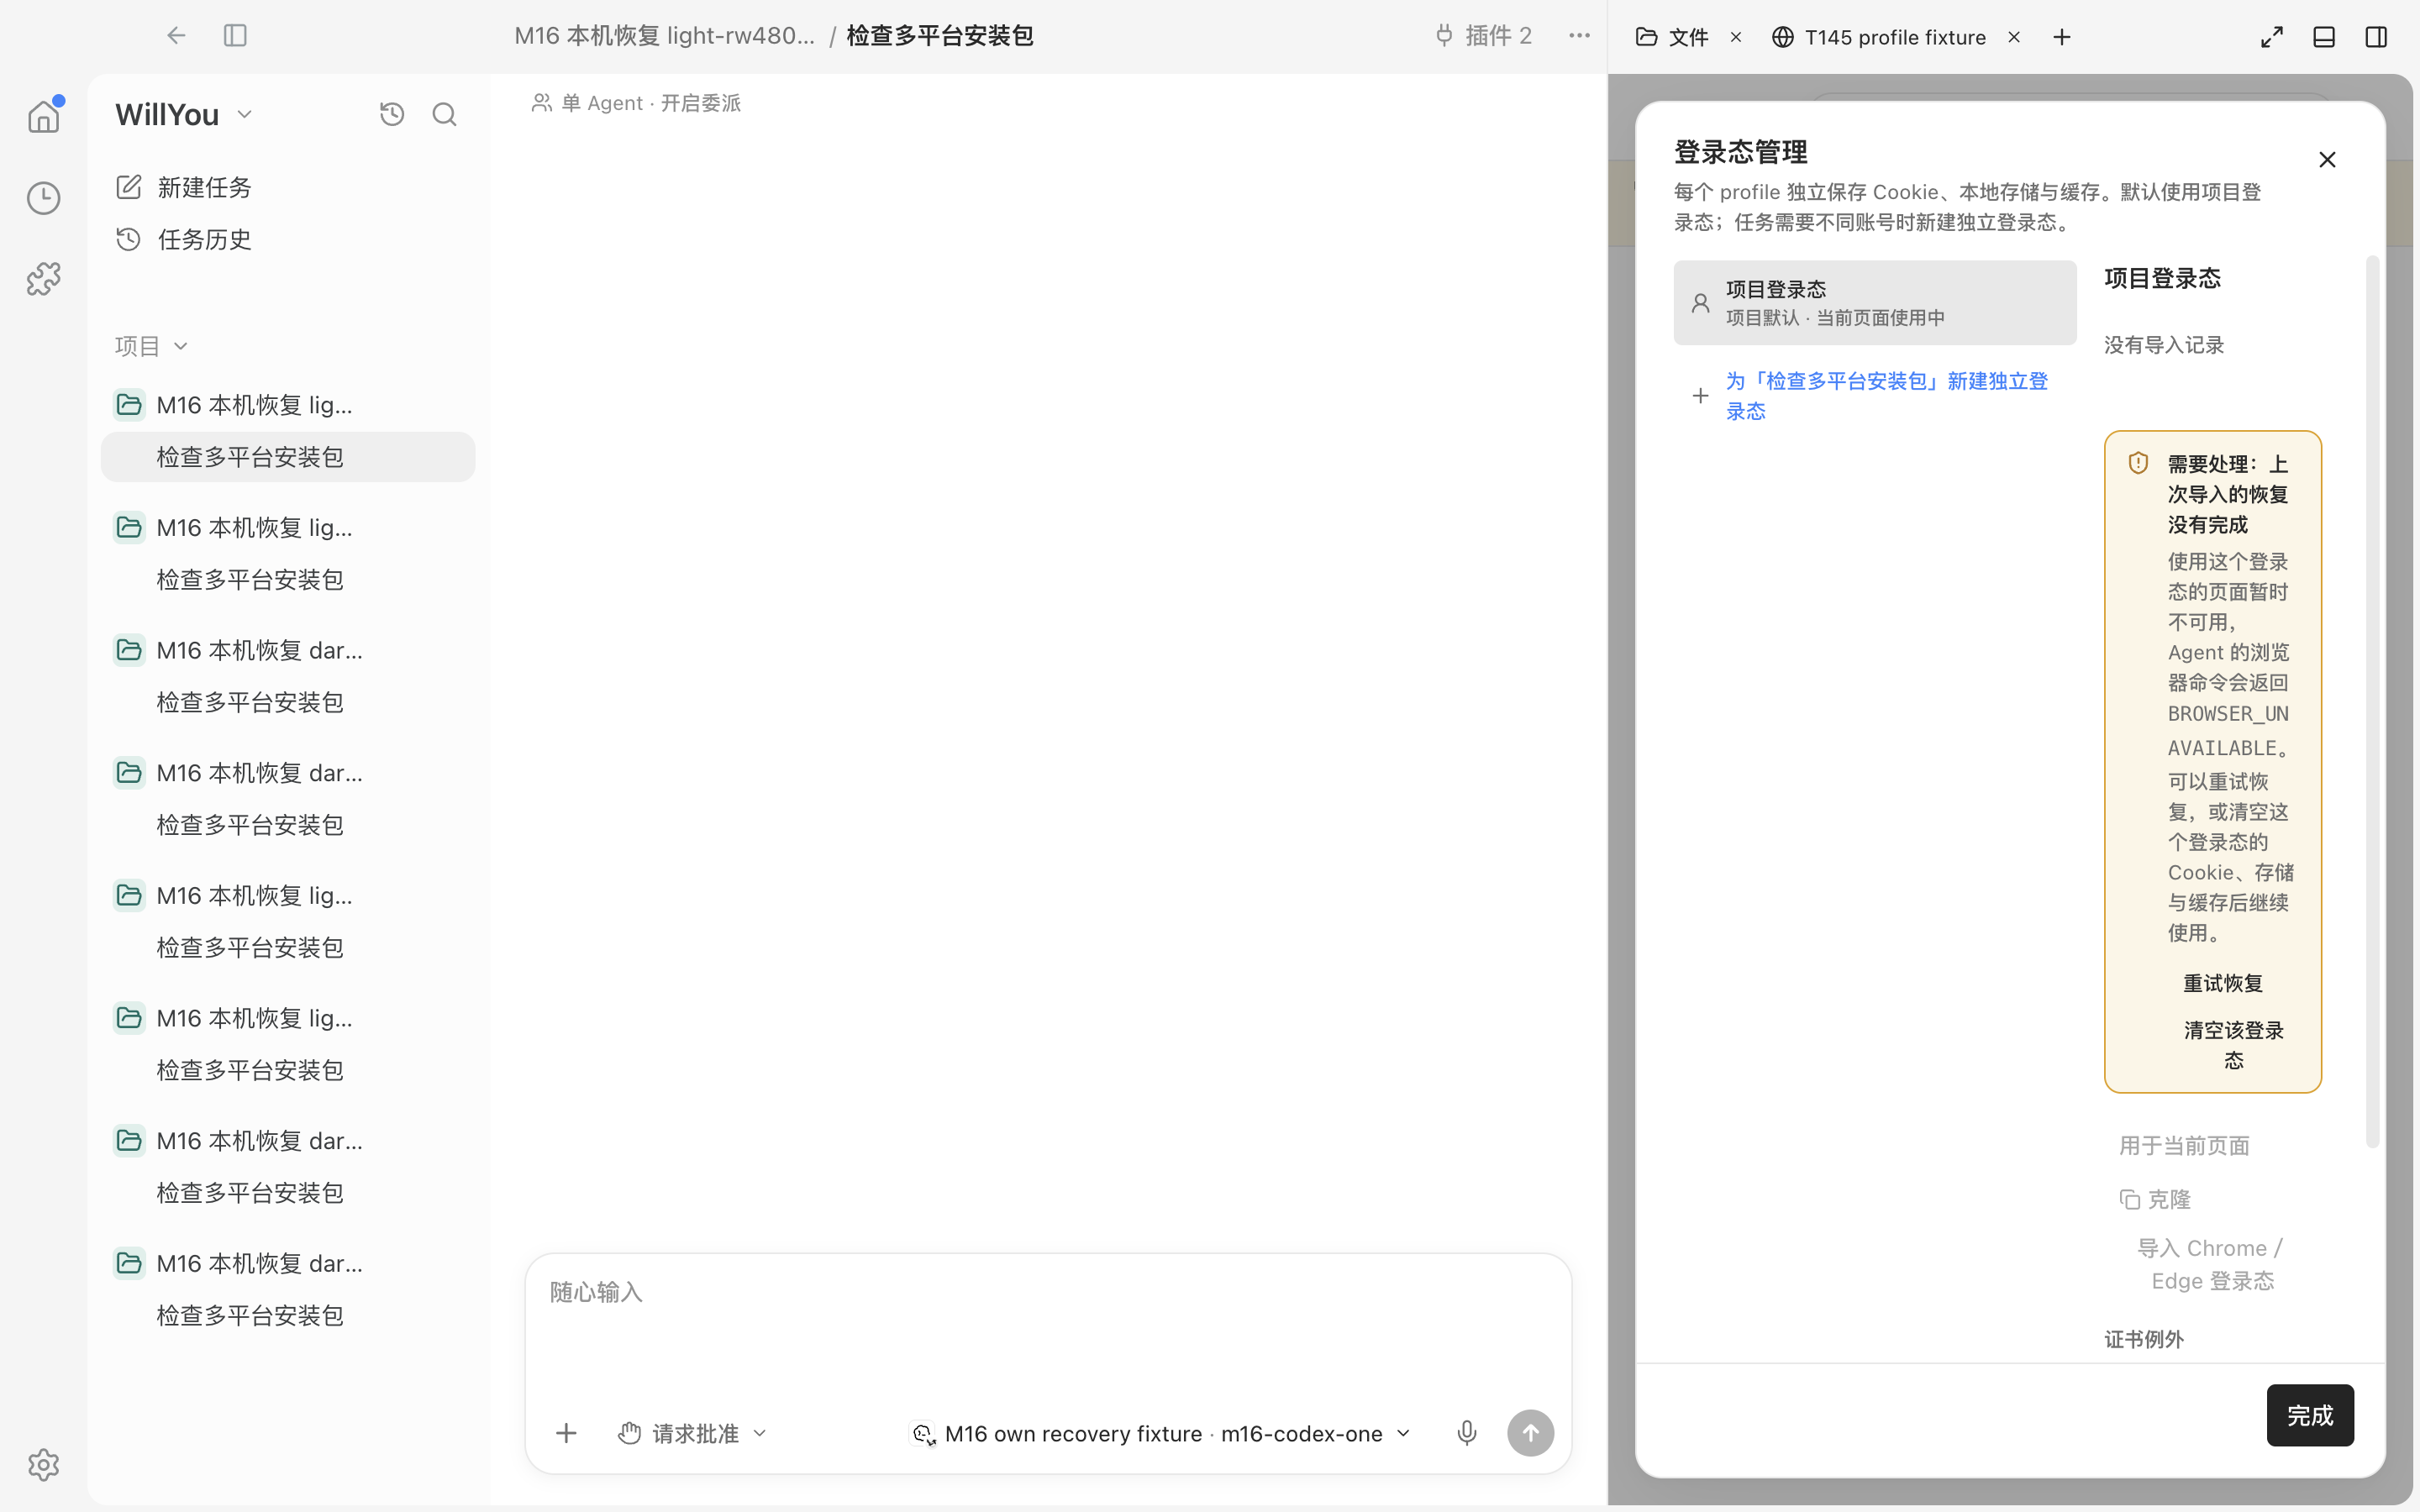 M16 本机恢复 light-rw480... / 检查多平台安装包
插件 2
文件
T145 profile fixture
WillYou
新建任务
任务历史
项目
M16 本机恢复 lig...
检查多平台安装包
M16 本机恢复 lig...
检查多平台安装包
M16 本机恢复 dar...
检查多平台安装包
M16 本机恢复 dar...
检查多平台安装包
M16 本机恢复 lig...
检查多平台安装包
M16 本机恢复 lig...
检查多平台安装包
M16 本机恢复 dar...
检查多平台安装包
M16 本机恢复 dar...
检查多平台安装包
单 Agent · 开启委派
随心输入
请求批准
M16 own recovery fixture · m16-codex-one
登录态管理
每个 profile 独立保存 Cookie、本地存储与缓存。默认使用项目登
录态；任务需要不同账号时新建独立登录态。
项目登录态
项目默认 · 当前页面使用中
为「检查多平台安装包」新建独立登
录态
项目登录态
没有导入记录
需要处理：上
次导入的恢复
没有完成
使用这个登录
态的页面暂时
不可用，
Agent 的浏览
器命令会返回
BROWSER_UN
AVAILABLE。
可以重试恢
复，或清空这
个登录态的
Cookie、存储
与缓存后继续
使用。
重试恢复
清空该登录
态
用于当前页面
克隆
导入 Chrome /
Edge 登录态
证书例外
完成